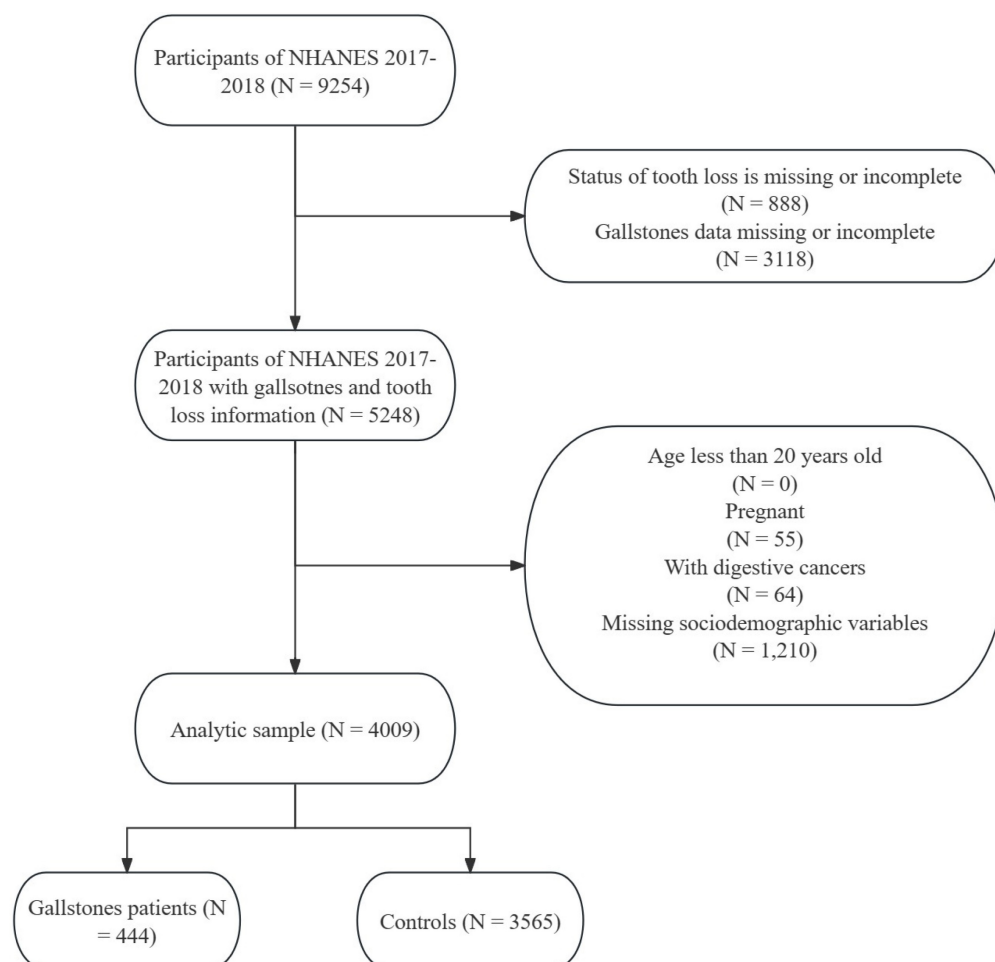 Participants of NHANES 2017-
2018 (N = 9254)
Status of tooth loss is missing or incomplete
(N = 888)
Gallstones data missing or incomplete
(N = 3118)
Participants of NHANES 2017-
2018 with gallsotnes and tooth
loss information (N = 5248)
Age less than 20 years old
(N = 0)
Pregnant
(N = 55)
With digestive cancers
(N = 64)
Missing sociodemographic variables
(N = 1,210)
Analytic sample (N = 4009)
Gallstones patients (N
= 444)
Controls (N = 3565)